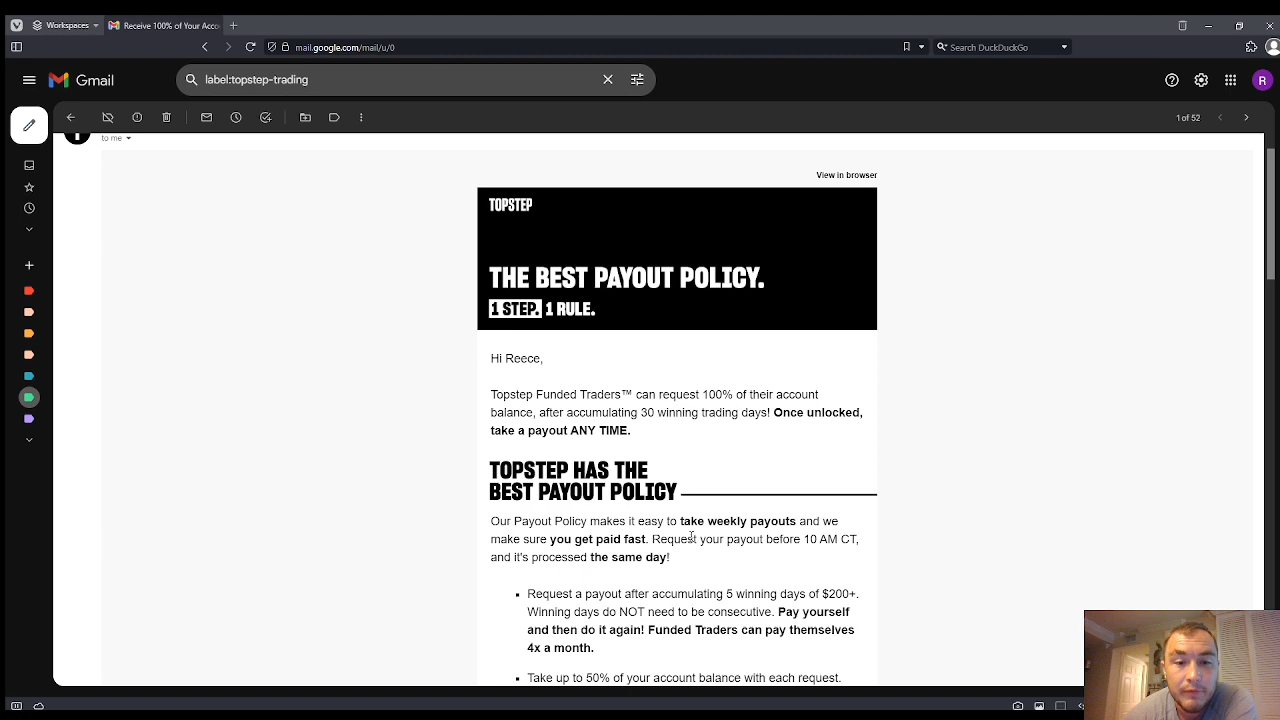 Workspaces
Receive 100% of Your Acco
mail.google.com/mail/u/0
Search DuckDuckGo
Gmail
label:topstep-trading
R
1 of 52
to me
View in browser
TOPSTEP
THE BEST PAYOUT POLICY.
1 STEP. 1 RULE.
Hi Reece,
Topstep Funded Traders™ can request 100% of their account
balance, after accumulating 30 winning trading days! Once unlocked,
take a payout ANY TIME.
TOPSTEP HAS THE
BEST PAYOUT POLICY
Our Payout Policy makes it easy to take weekly payouts and we
make sure you get paid fast. Request your payout before 10 AM CT,
and it's processed the same day!
▪ Request a payout after accumulating 5 winning days of $200+.
Winning days do NOT need to be consecutive. Pay yourself
and then do it again! Funded Traders can pay themselves
4x a month.
▪ Take up to 50% of your account balance with each request.